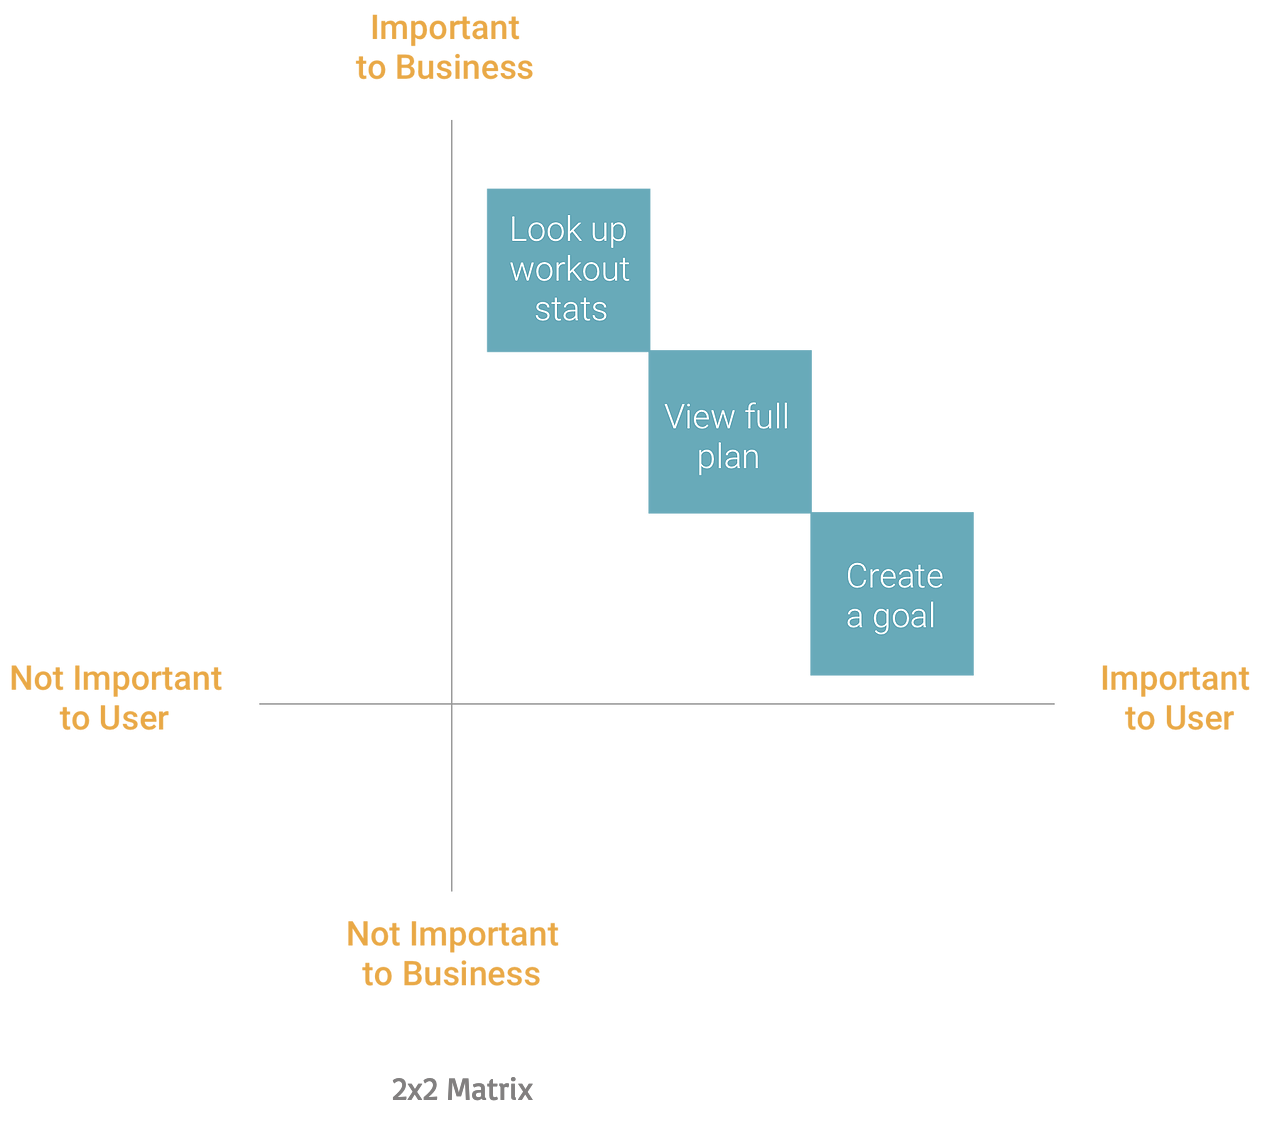 Important
to Business
Look up
workout
stats
View full
plan
Create
a goal
Not Important
to User
Important
to User
Not Important
to Business
2x2 Matrix